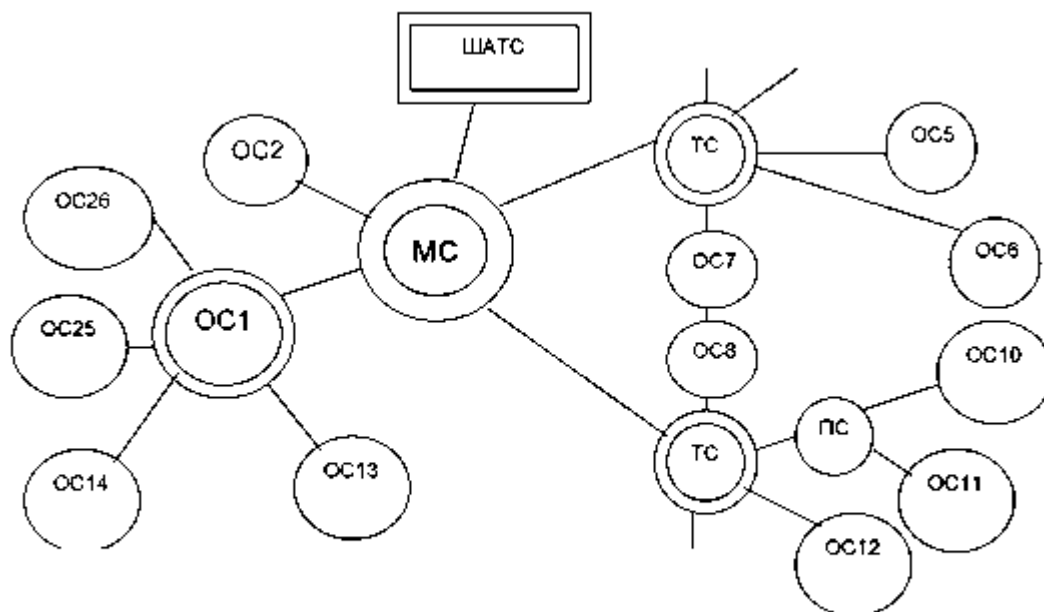 ШАТС
ТС
ОС5
ОС2
ОС26
МС
ОС7
ОС6
ОС1
ОС25
ОС8
ОС10
ПС
ТС
ОС14
ОС13
ОС11
ОС12